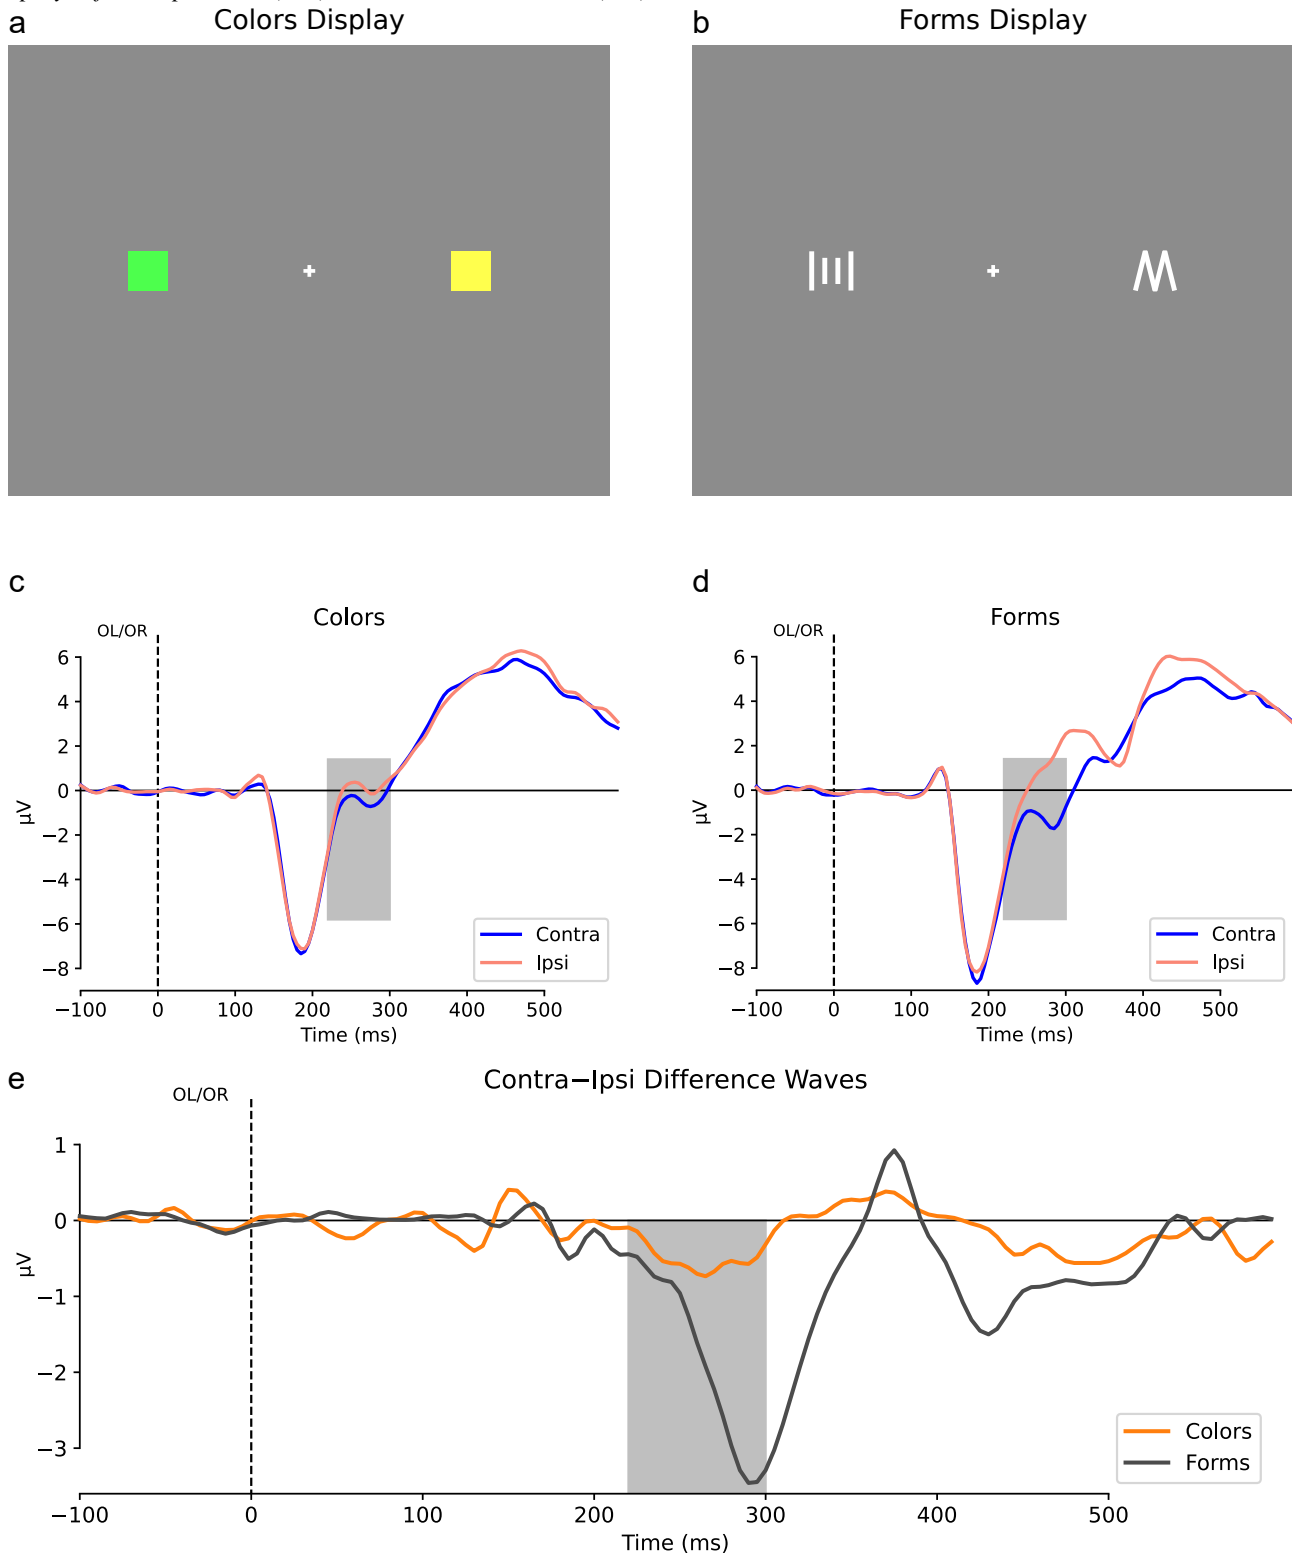 a
Colors Display
b
Forms Display
c
Colors
OL/OR
6
4
2
0
−2
−4
−6
−8
μV
Contra
Ipsi
−100 0 100 200 300 400 500
Time (ms)
d
Forms
OL/OR
6
4
2
0
−2
−4
−6
−8
μV
Contra
Ipsi
−100 0 100 200 300 400 500
Time (ms)
e
Contra−Ipsi Difference Waves
OL/OR
1
0
−1
−2
−3
μV
Colors
Forms
−100 0 100 200 300 400 500
Time (ms)